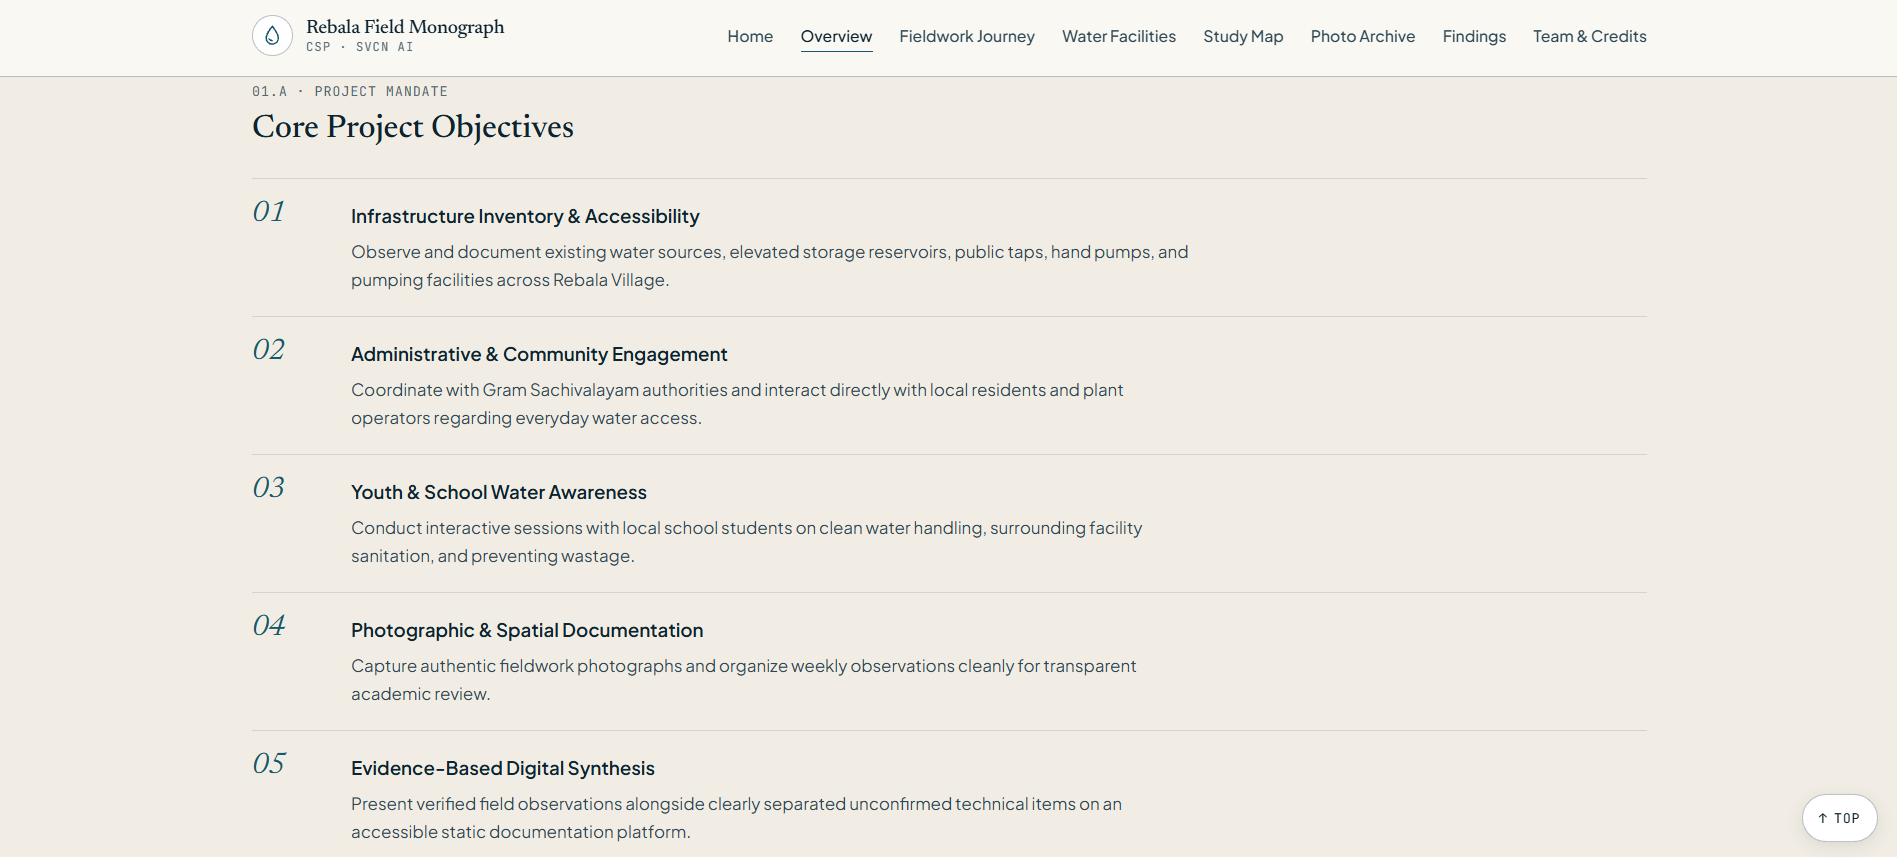 Rebala Field Monograph
CSP · SVCN AI
Home Overview Fieldwork Journey Water Facilities Study Map Photo Archive Findings Team & Credits
01.A · PROJECT MANDATE
Core Project Objectives
01
Infrastructure Inventory & Accessibility
Observe and document existing water sources, elevated storage reservoirs, public taps, hand pumps, and
pumping facilities across Rebala Village.
02
Administrative & Community Engagement
Coordinate with Gram Sachivalayam authorities and interact directly with local residents and plant
operators regarding everyday water access.
03
Youth & School Water Awareness
Conduct interactive sessions with local school students on clean water handling, surrounding facility
sanitation, and preventing wastage.
04
Photographic & Spatial Documentation
Capture authentic fieldwork photographs and organize weekly observations cleanly for transparent
academic review.
05
Evidence-Based Digital Synthesis
Present verified field observations alongside clearly separated unconfirmed technical items on an
accessible static documentation platform.
↑ TOP